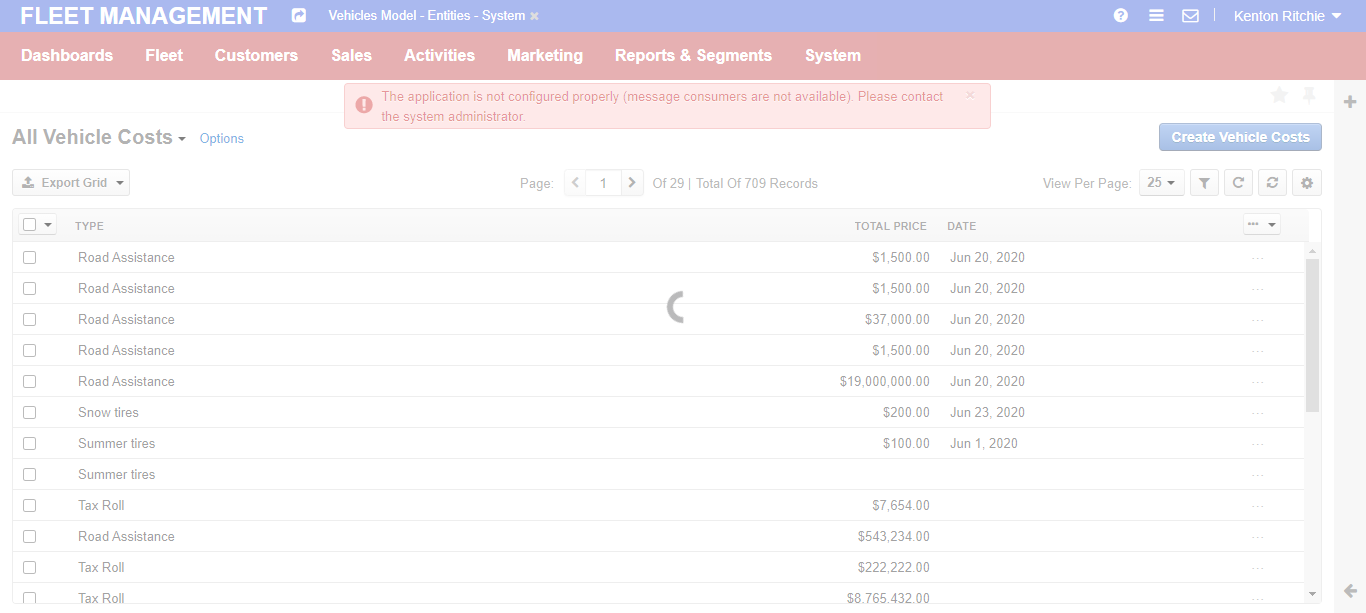 FLEET MANAGEMENT Vehicles Model - Entities - System × Kenton Ritchie
Dashboards Fleet Customers Sales Activities Marketing Reports & Segments System
The application is not configured properly (message consumers are not available). Please contact ×
the system administrator.
All Vehicle Costs Options Create Vehicle Costs
Export Grid Page: 1 Of 29 | Total Of 709 Records View Per Page: 25
TYPE TOTAL PRICE DATE
Road Assistance $1,500.00 Jun 20, 2020
Road Assistance $1,500.00 Jun 20, 2020
Road Assistance $37,000.00 Jun 20, 2020
Road Assistance $1,500.00 Jun 20, 2020
Road Assistance $19,000,000.00 Jun 20, 2020
Snow tires $200.00 Jun 23, 2020
Summer tires $100.00 Jun 1, 2020
Summer tires
Tax Roll $7,654.00
Road Assistance $543,234.00
Tax Roll $222,222.00
Tax Roll $8,765,432.00